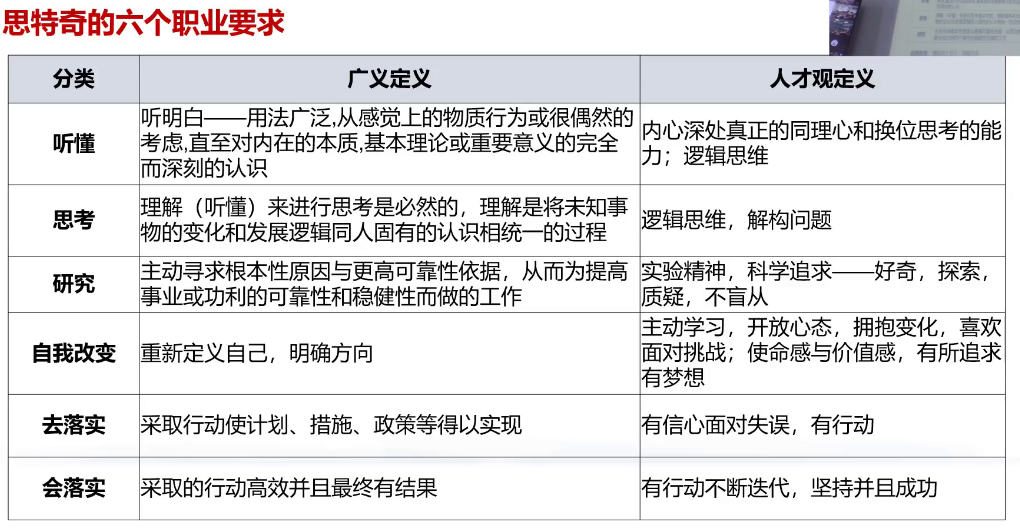 思特奇的六个职业要求
分类
广义定义
人才观定义
听懂
听明白——用法广泛,从感觉上的物质行为或很偶然的
考虑,直至对内在的本质,基本理论或重要意义的完全
而深刻的认识
内心深处真正的同理心和换位思考的能
力；逻辑思维
思考
理解（听懂）来进行思考是必然的，理解是将未知事
物的变化和发展逻辑同人固有的认识相统一的过程
逻辑思维，解构问题
研究
主动寻求根本性原因与更高可靠性依据，从而为提高
事业或功利的可靠性和稳健性而做的工作
实验精神，科学追求——好奇，探索，
质疑，不盲从
自我改变
重新定义自己，明确方向
主动学习，开放心态，拥抱变化，喜欢
面对挑战；使命感与价值感，有所追求
有梦想
去落实
采取行动使计划、措施、政策等得以实现
有信心面对失误，有行动
会落实
采取的行动高效并且最终有结果
有行动不断迭代，坚持并且成功